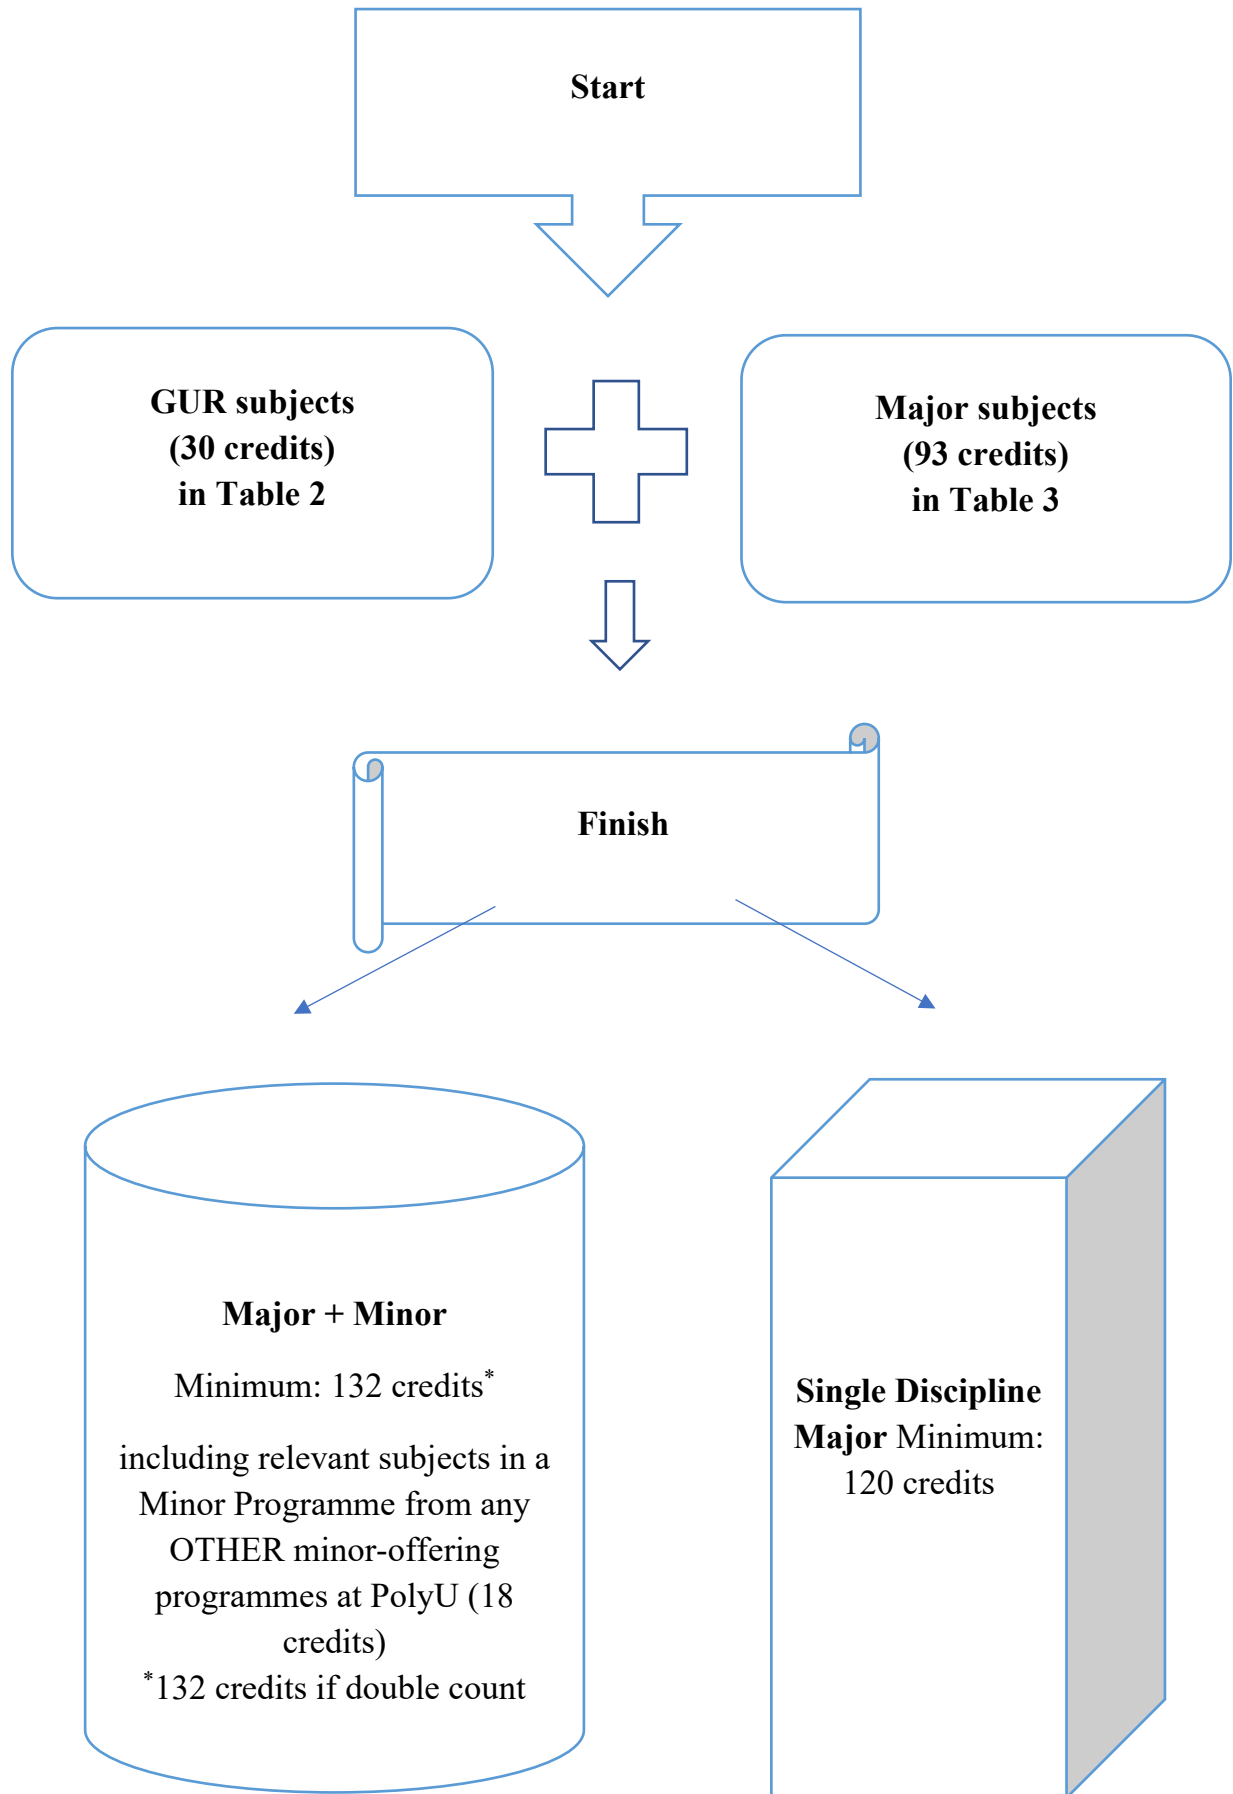 Start
GUR subjects
(30 credits)
in Table 2
Major subjects
(93 credits)
in Table 3
Finish
Major + Minor
Minimum: 132 credits*
including relevant subjects in a
Minor Programme from any
OTHER minor-offering
programmes at PolyU (18
credits)
*132 credits if double count
Single Discipline
Major Minimum:
120 credits